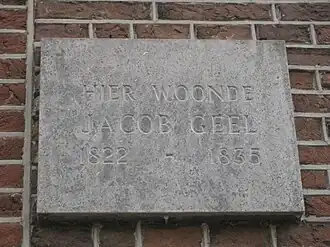 HIER WOONDE
JACOB GEEL
1822 - 1835